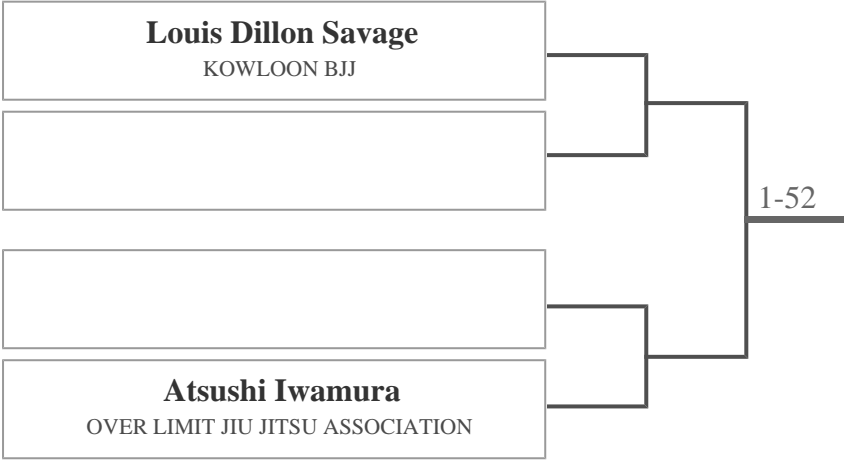 Louis Dillon Savage
KOWLOON BJJ
1-52
Atsushi Iwamura
OVER LIMIT JIU JITSU ASSOCIATION